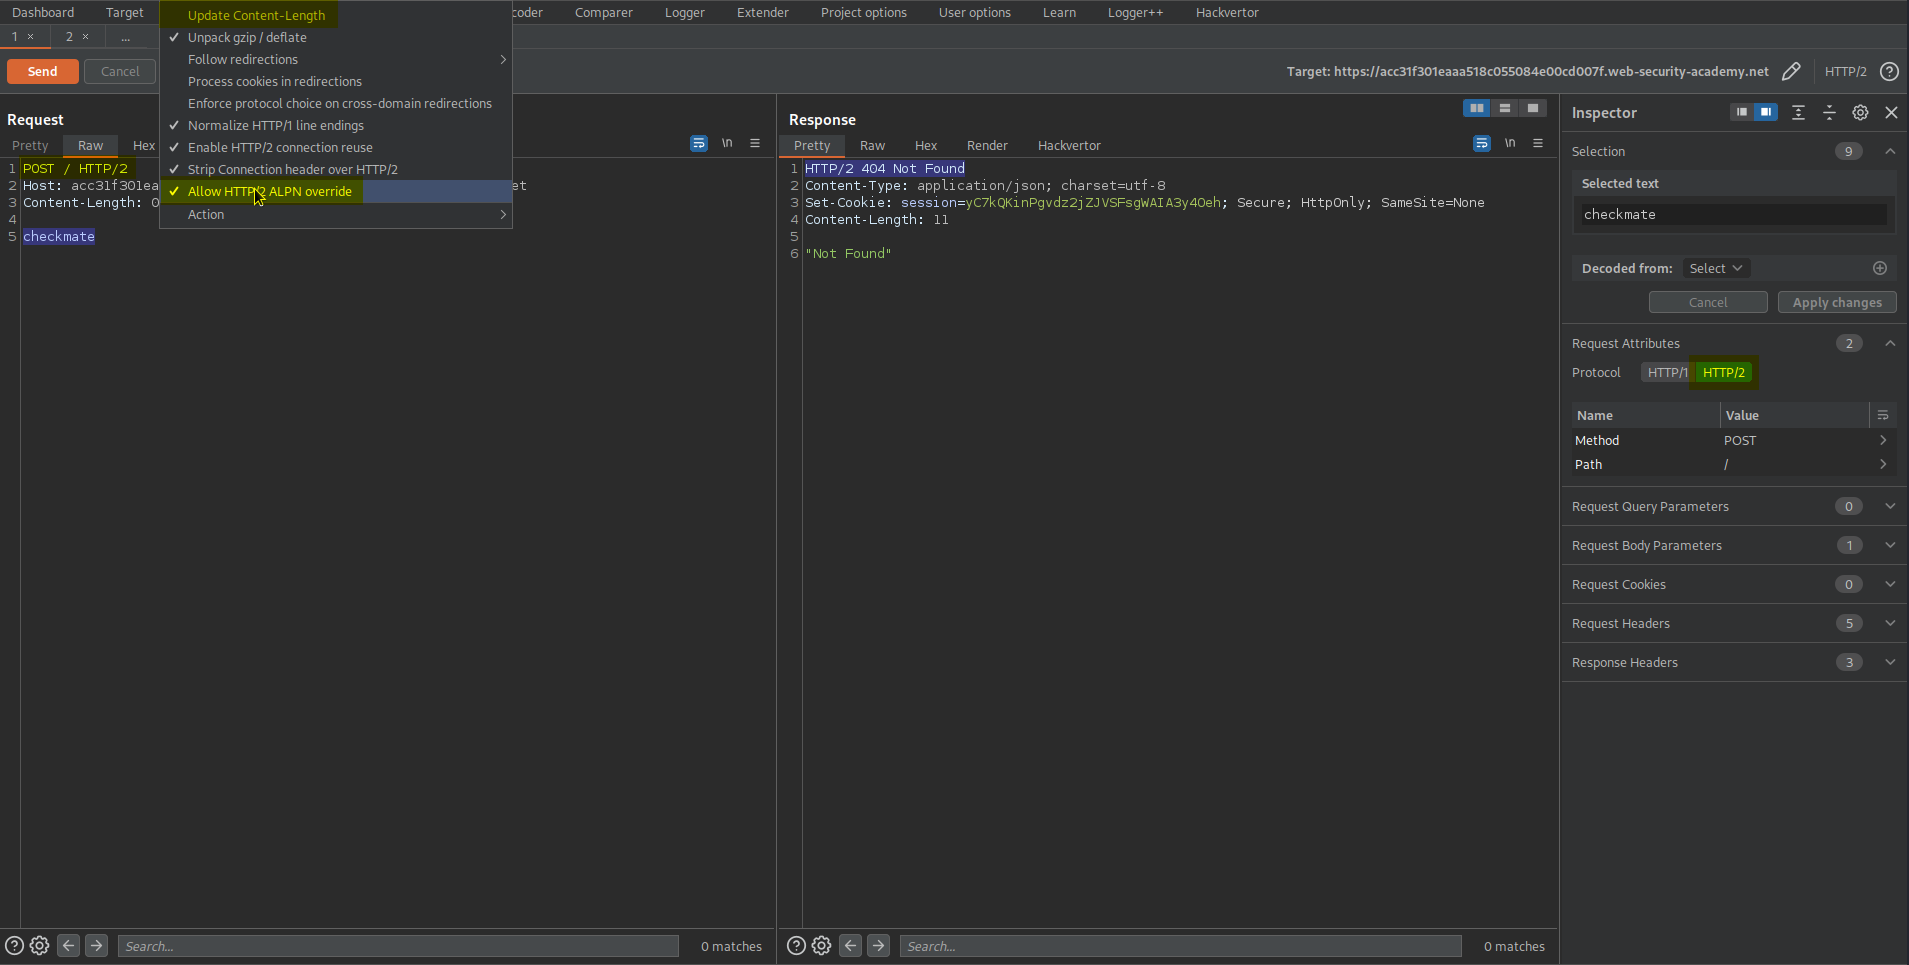 Dashboard Target coder Comparer Logger Extender Project options User options Learn Logger++ Hackvertor
1 × 2 × ...
Send Cancel
Update Content-Length
✓ Unpack gzip / deflate
Follow redirections >
Process cookies in redirections
Enforce protocol choice on cross-domain redirections
✓ Normalize HTTP/1 line endings
✓ Enable HTTP/2 connection reuse
✓ Strip Connection header over HTTP/2
✓ Allow HTTP/2 ALPN override
Action >
Target: https://acc31f301eaaa518c055084e00cd007f.web-security-academy.net HTTP/2 ?
Request
Pretty Raw Hex \n
1 POST / HTTP/2
2 Host: acc31f301ea et
3 Content-Length: 0
4
5 checkmate
Response
Pretty Raw Hex Render Hackvertor \n
1 HTTP/2 404 Not Found
2 Content-Type: application/json; charset=utf-8
3 Set-Cookie: session=yC7kQKinPgvdz2jZJVSFsgWAIA3y4Oeh; Secure; HttpOnly; SameSite=None
4 Content-Length: 11
5
6 "Not Found"
Inspector
Selection 9
Selected text
checkmate
Decoded from: Select
Cancel Apply changes
Request Attributes 2
Protocol HTTP/1 HTTP/2
Name Value
Method POST >
Path / >
Request Query Parameters 0
Request Body Parameters 1
Request Cookies 0
Request Headers 5
Response Headers 3
? Search... 0 matches
? Search... 0 matches